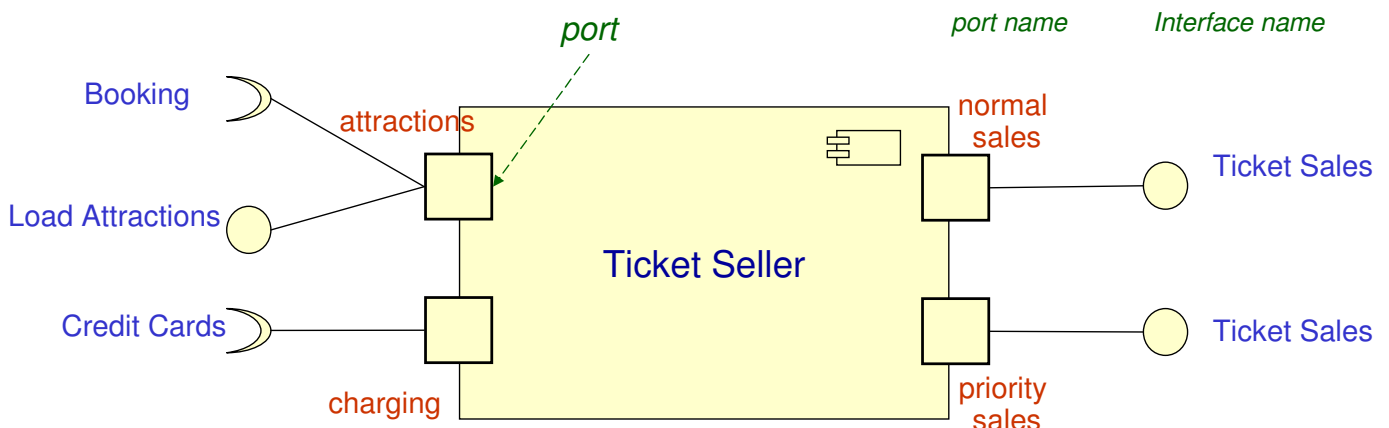 port
port name
Interface name
Booking
attractions
normal
sales
Ticket Sales
Load Attractions
Ticket Seller
Credit Cards
Ticket Sales
charging
priority
sales